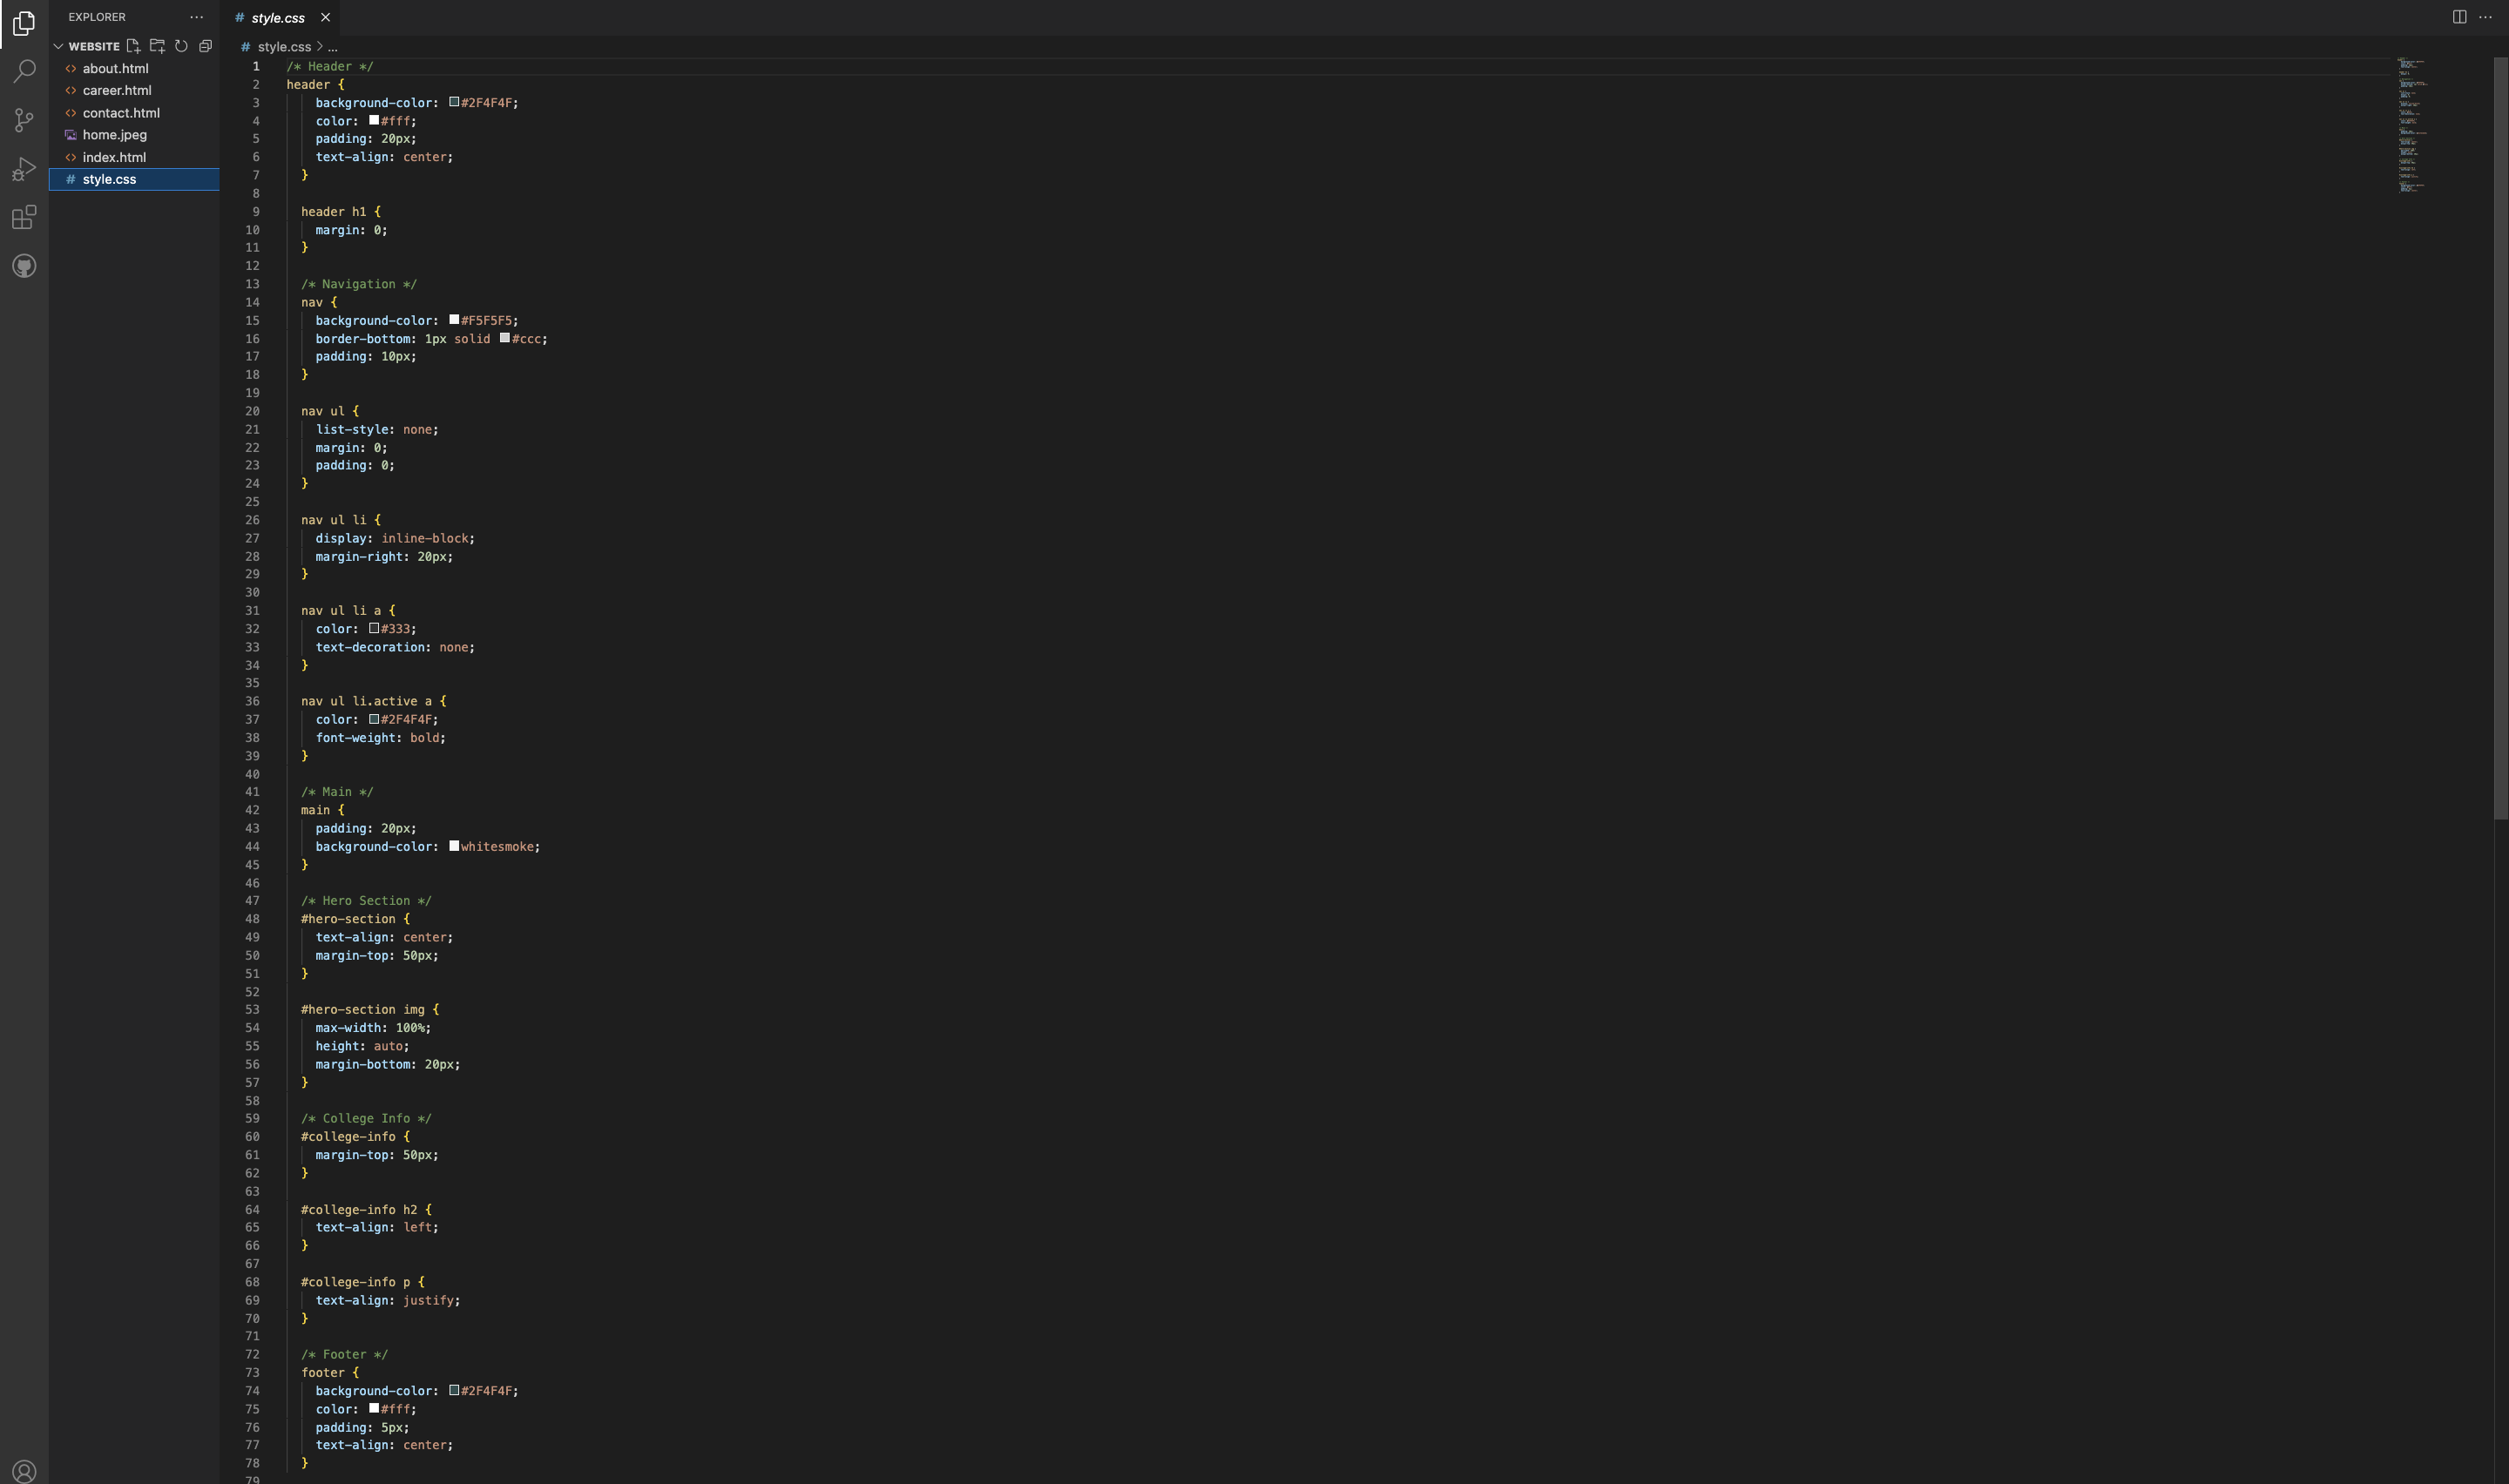 EXPLORER
WEBSITE
about.html
career.html
contact.html
home.jpeg
index.html
# style.css
# style.css
# style.css > ...
1 /* Header */
2 header {
3 background-color: #2F4F4F;
4 color: #fff;
5 padding: 20px;
6 text-align: center;
7 }
8
9 header h1 {
10 margin: 0;
11 }
12
13 /* Navigation */
14 nav {
15 background-color: #F5F5F5;
16 border-bottom: 1px solid #ccc;
17 padding: 10px;
18 }
19
20 nav ul {
21 list-style: none;
22 margin: 0;
23 padding: 0;
24 }
25
26 nav ul li {
27 display: inline-block;
28 margin-right: 20px;
29 }
30
31 nav ul li a {
32 color: #333;
33 text-decoration: none;
34 }
35
36 nav ul li.active a {
37 color: #2F4F4F;
38 font-weight: bold;
39 }
40
41 /* Main */
42 main {
43 padding: 20px;
44 background-color: whitesmoke;
45 }
46
47 /* Hero Section */
48 #hero-section {
49 text-align: center;
50 margin-top: 50px;
51 }
52
53 #hero-section img {
54 max-width: 100%;
55 height: auto;
56 margin-bottom: 20px;
57 }
58
59 /* College Info */
60 #college-info {
61 margin-top: 50px;
62 }
63
64 #college-info h2 {
65 text-align: left;
66 }
67
68 #college-info p {
69 text-align: justify;
70 }
71
72 /* Footer */
73 footer {
74 background-color: #2F4F4F;
75 color: #fff;
76 padding: 5px;
77 text-align: center;
78 }
79